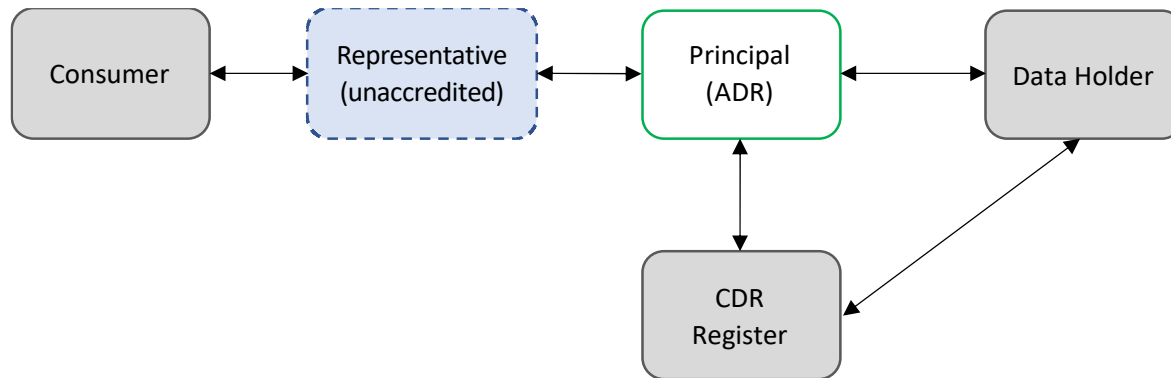 Consumer
Representative
(unaccredited)
Principal
(ADR)
Data Holder
CDR
Register